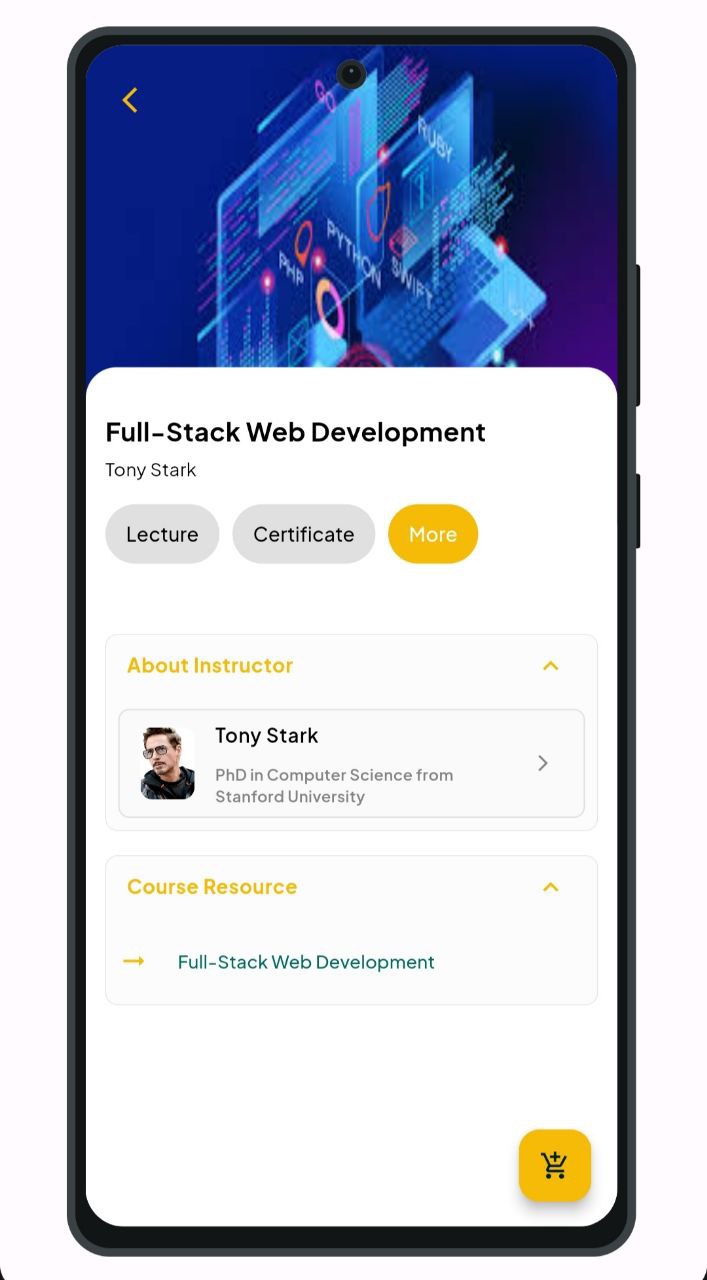 GO
RUBY
PYTHON
PHP
SWIFT
Full-Stack Web Development
Tony Stark
Lecture
Certificate
More
About Instructor
Tony Stark
PhD in Computer Science from
Stanford University
Course Resource
Full-Stack Web Development